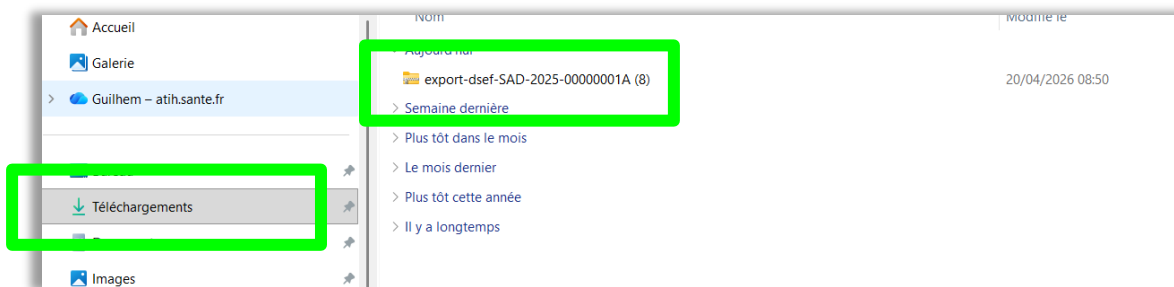 Accueil
Galerie
Guilhem – atih.sante.fr
Téléchargements
Images
Nom
Modifié le
Aujourd'hui
export-dsef-SAD-2025-00000001A (8)
20/04/2026 08:50
Semaine dernière
Plus tôt dans le mois
Le mois dernier
Plus tôt cette année
Il y a longtemps